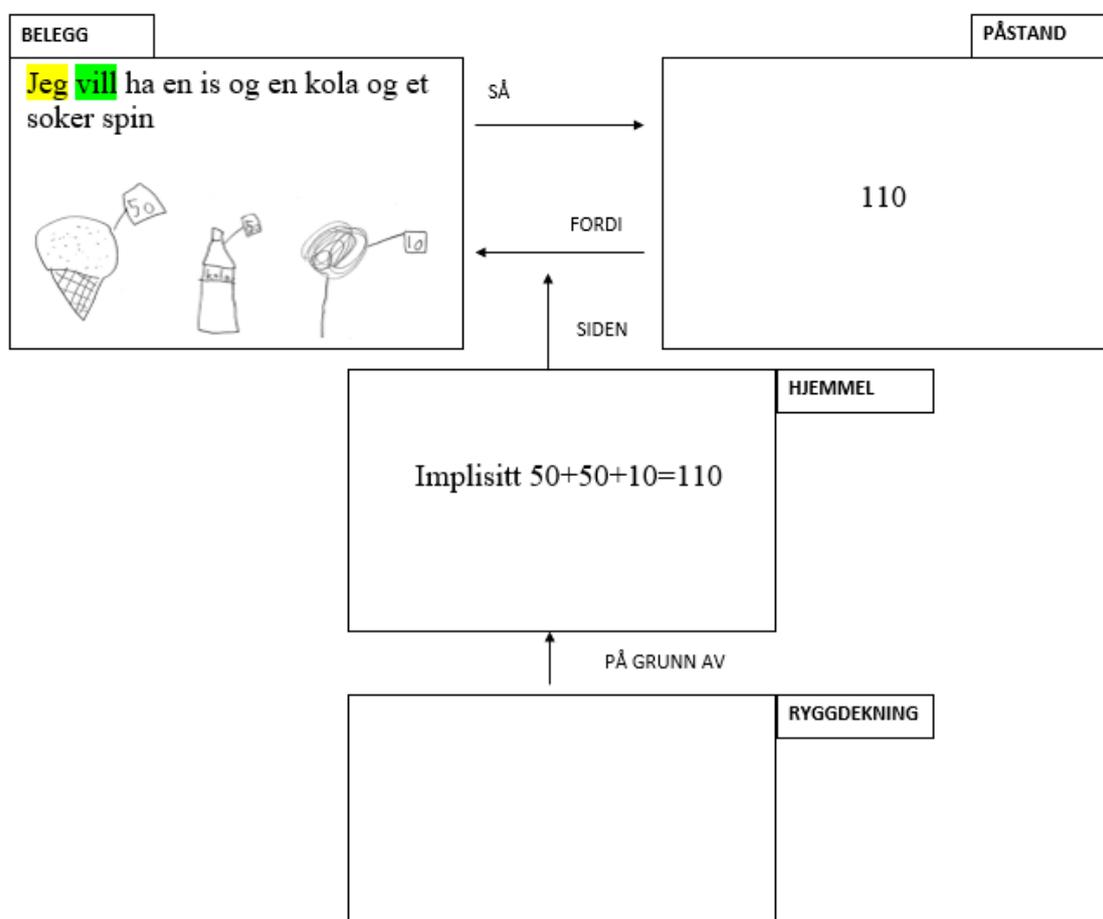 BELEGG
PÅSTAND
Jeg vill ha en is og en kola og et
soker spin
50
50
kola
10
SÅ
110
FORDI
SIDEN
HJEMMEL
Implisitt 50+50+10=110
PÅ GRUNN AV
RYGGDEKNING